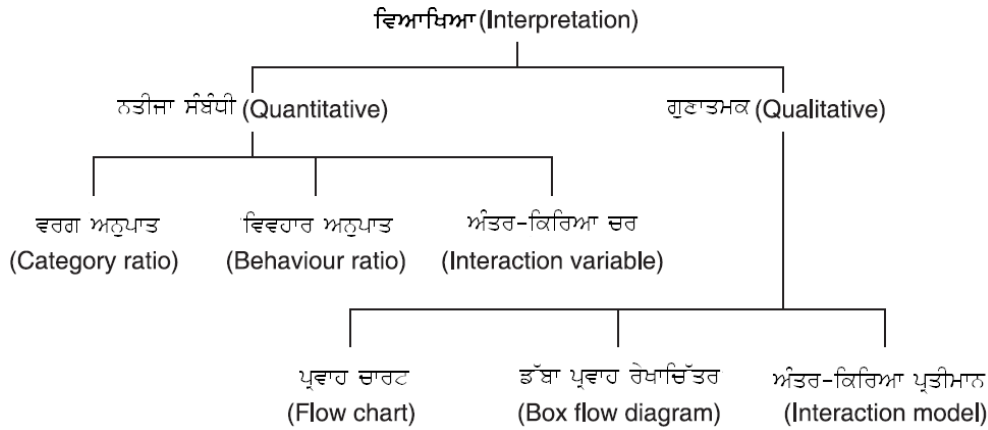 ਵਿਆਖਿਆ (Interpretation)
ਨਤੀਜਾ ਸੰਬੰਧੀ (Quantitative)
ਗੁਣਾਤਮਕ (Qualitative)
ਵਰਗ ਅਨੁਪਾਤ
(Category ratio)
ਵਿਵਹਾਰ ਅਨੁਪਾਤ
(Behaviour ratio)
ਅੰਤਰ-ਕਿਰਿਆ ਚਰ
(Interaction variable)
ਪ੍ਰਵਾਹ ਚਾਰਟ
(Flow chart)
ਡੱਬਾ ਪ੍ਰਵਾਹ ਰੇਖਾਚਿੱਤਰ
(Box flow diagram)
ਅੰਤਰ-ਕਿਰਿਆ ਪ੍ਰਤੀਮਾਨ
(Interaction model)